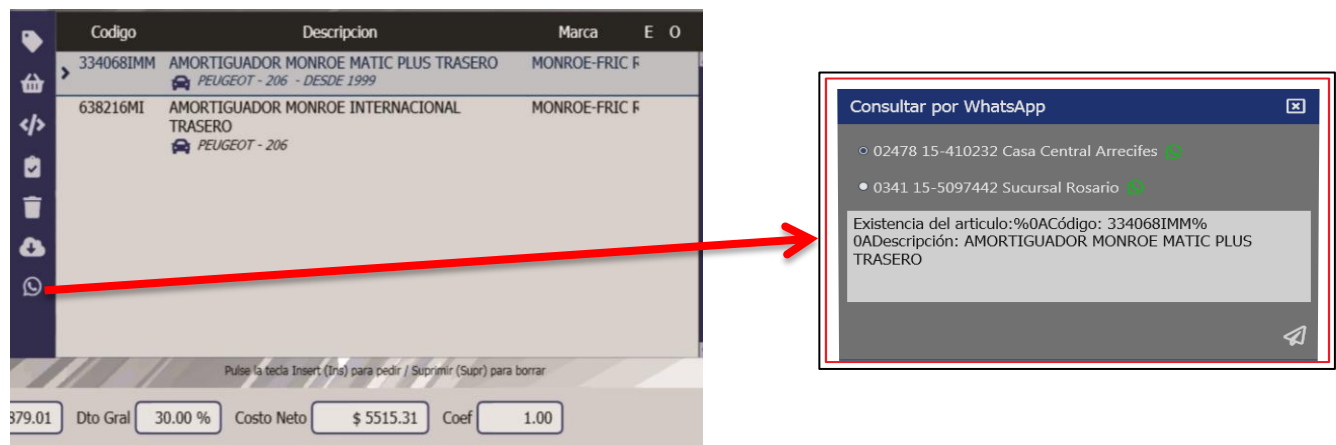 Codigo Descripcion Marca E O
334068IMM AMORTIGUADOR MONROE MATIC PLUS TRASERO MONROE-FRIC R
PEUGEOT - 206 - DESDE 1999
638216MI AMORTIGUADOR MONROE INTERNACIONAL MONROE-FRIC R
TRASERO
PEUGEOT - 206
Pulse la tecla Insert (Ins) para pedir / Suprimir (Supr) para borrar
879.01 Dto Gral 30.00 % Costo Neto $ 5515.31 Coef 1.00
Consultar por WhatsApp
02478 15-410232 Casa Central Arrecifes
0341 15-5097442 Sucursal Rosario
Existencia del articulo:%0ACódigo: 334068IMM%
0ADescripción: AMORTIGUADOR MONROE MATIC PLUS
TRASERO